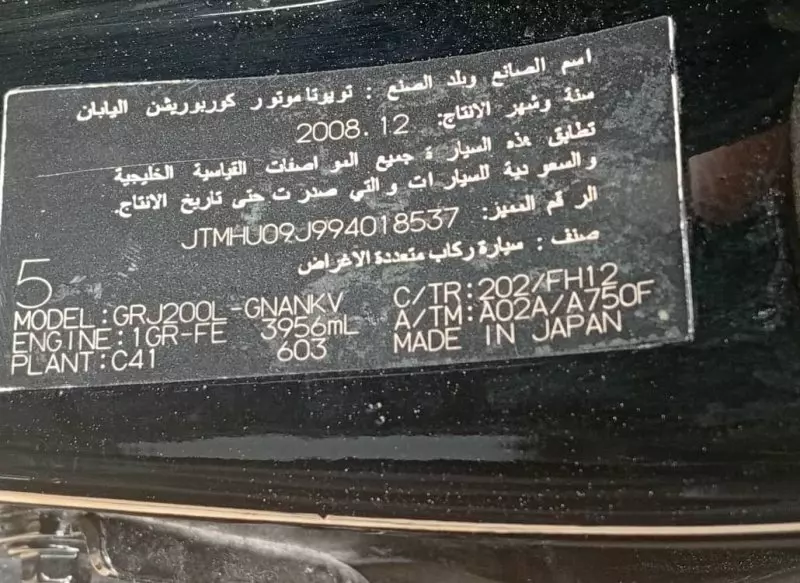 اسم الصانع وبلد الصنع : تويوتا موتور كوربوريشن اليابان
سنة وشهر الانتاج: 2008.12
تطابق هذه السيارة جميع المواصفات القياسية الخليجية
والسعودية للسيارات والتي صدرت حتى تاريخ الانتاج.
الرقم المميز: JTMHU09J994018537
صنف : سيارة ركاب متعددة الاغراض
5
MODEL:GRJ200L-GNANKV C/TR:202/FH12
ENGINE:1GR-FE 3956mL A/TM:A02A/A750F
PLANT:C41 603 MADE IN JAPAN